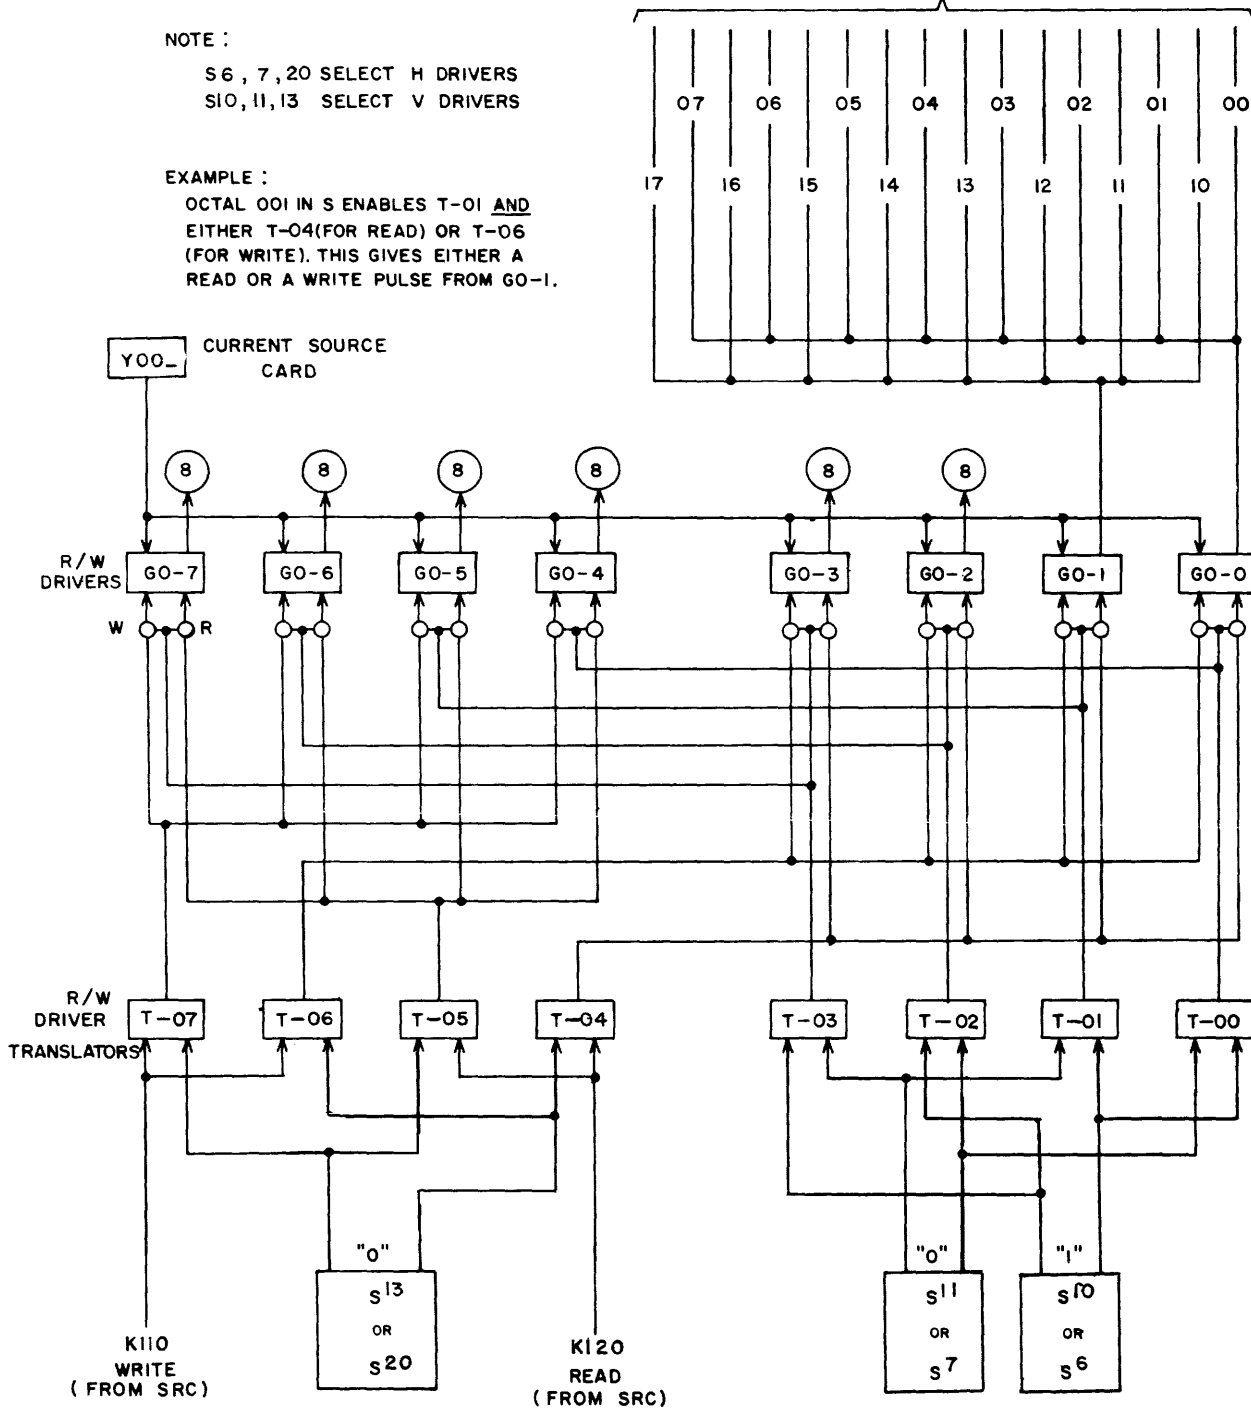 NOTE :
S6, 7, 20 SELECT H DRIVERS
S10, 11, 13 SELECT V DRIVERS
07 06 05 04 03 02 01 00
17 16 15 14 13 12 11 10
EXAMPLE :
OCTAL 001 IN S ENABLES T-01 AND
EITHER T-04(FOR READ) OR T-06
(FOR WRITE). THIS GIVES EITHER A
READ OR A WRITE PULSE FROM GO-1.
Y00_
CURRENT SOURCE
CARD
8 8 8 8 8 8
R/W
DRIVERS
GO-7 GO-6 GO-5 GO-4 GO-3 GO-2 GO-1 GO-0
W R
R/W
DRIVER
TRANSLATORS
T-07 T-06 T-05 T-04 T-03 T-02 T-01 T-00
"0" "0" "1"
S13
OR
S20
S11
OR
S7
S10
OR
S6
K110
WRITE
(FROM SRC)
K120
READ
(FROM SRC)